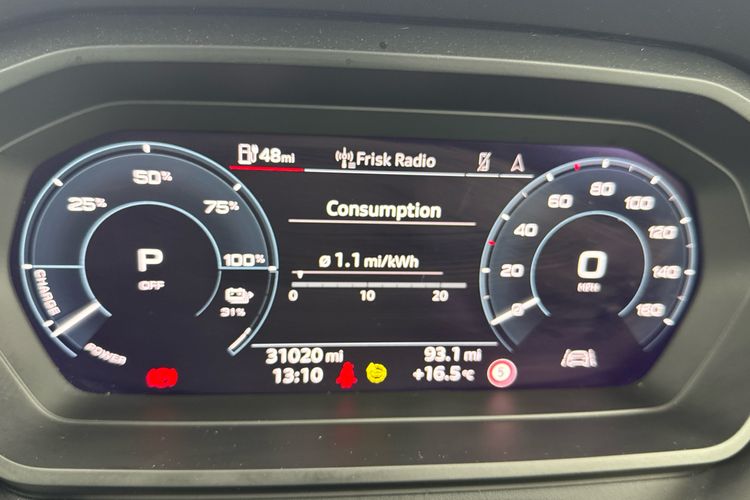 48mi
Frisk Radio
50%
25%
75%
100%
P
OFF
31%
CHARGE
POWER
Consumption
ø 1.1 mi/kWh
0 10 20
0 20 40 60 80 100 120 140 160
0
MPH
31020 mi
93.1 mi
13:10
+16.5°C
5